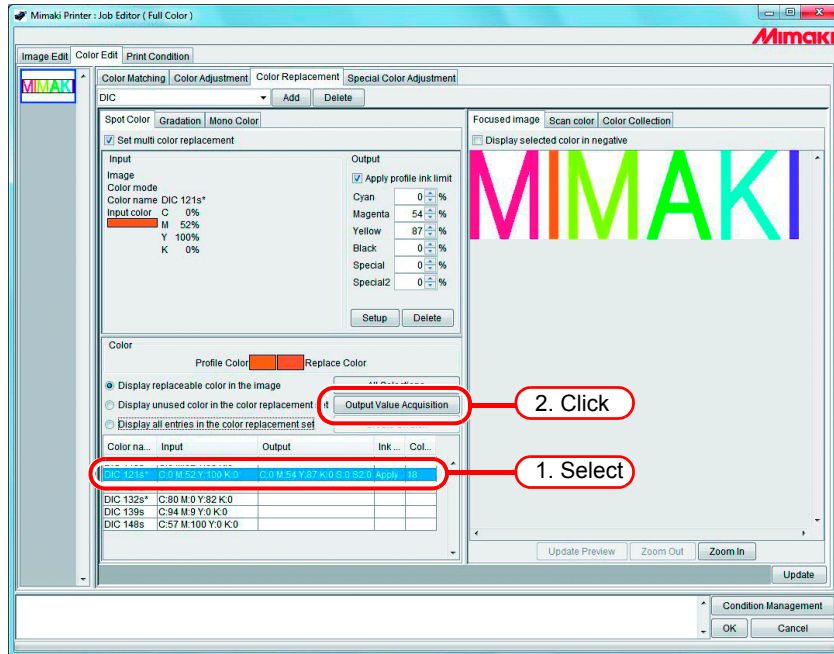 Mimaki Printer : Job Editor ( Full Color )
Mimaki
Image Edit Color Edit Print Condition
MIMAKI
Color Matching Color Adjustment Color Replacement Special Color Adjustment
DIC Add Delete
Spot Color Gradation Mono Color
Set multi color replacement
Input
Image
Color mode
Color name DIC 121s*
Input color C 0%
M 52%
Y 100%
K 0%
Output
Apply profile ink limit
Cyan 0 %
Magenta 54 %
Yellow 87 %
Black 0 %
Special 0 %
Special2 0 %
Setup Delete
Color
Profile Color Replace Color
Display replaceable color in the image
Display unused color in the color replacement
Output Value Acquisition
Display all entries in the color replacement set
Color na... Input Output Ink ... Col...
DIC 121s* C:0 M:52 Y:100 K:0 C:0 M:54 Y:87 K:0 S:0 S2:0 Apply 18
DIC 132s* C:80 M:0 Y:82 K:0
DIC 139s C:94 M:9 Y:0 K:0
DIC 148s C:57 M:100 Y:0 K:0
Focused image Scan color Color Collection
Display selected color in negative
MIMAKI
2. Click
1. Select
Update Preview Zoom Out Zoom In
Update
Condition Management
OK Cancel